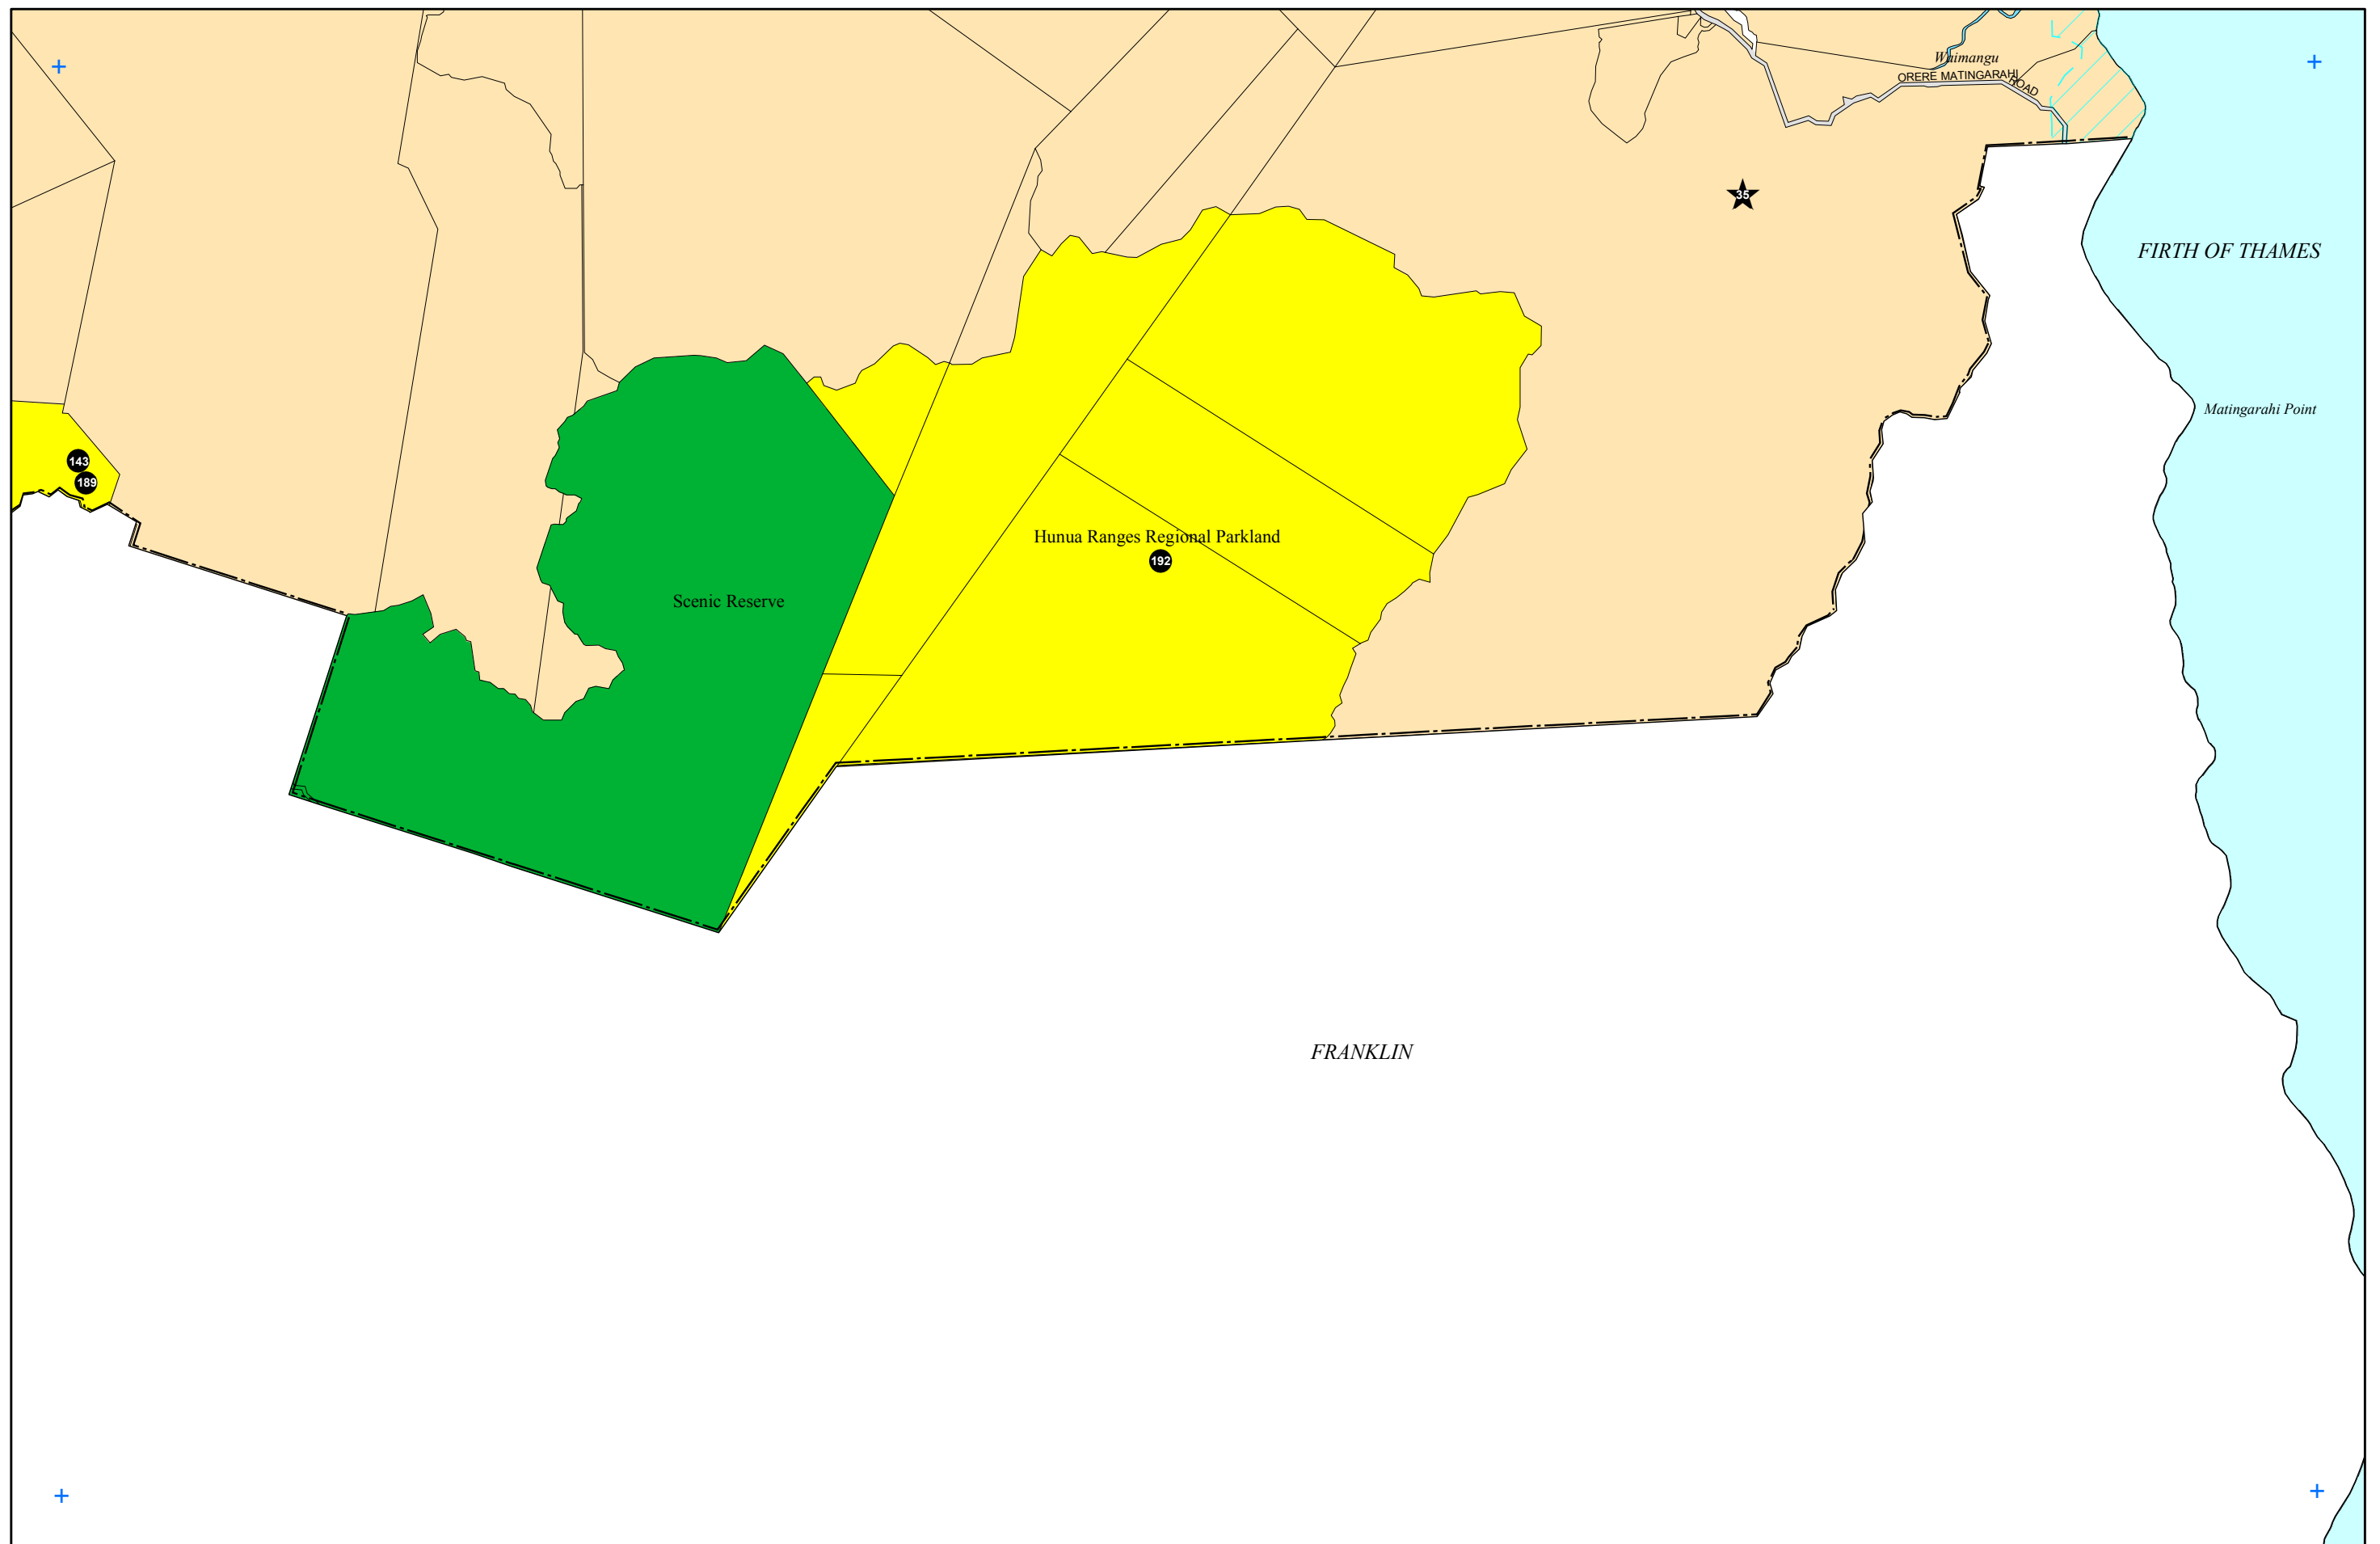 Waimangu
ORERE MATINGARAHI ROAD
35
FIRTH OF THAMES
Matingarahi Point
143
189
Hunua Ranges Regional Parkland
192
Scenic Reserve
FRANKLIN